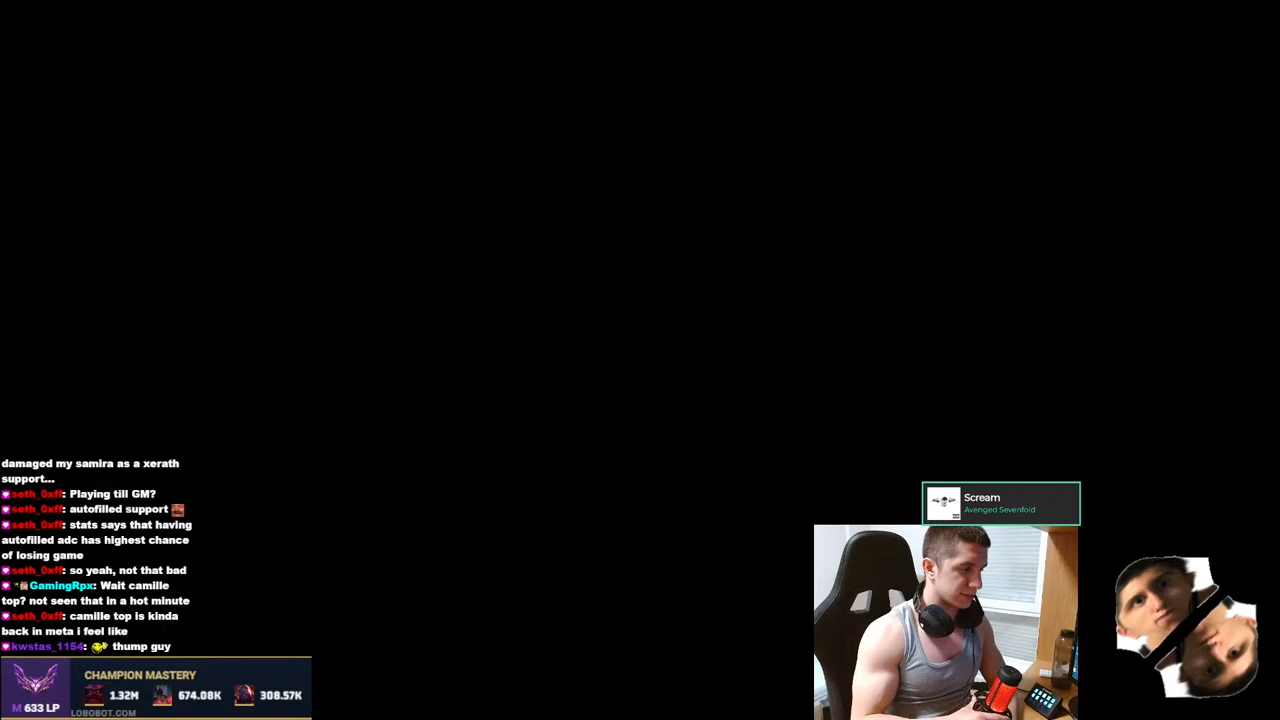 damaged my samira as a xerath
support...
seth_0xff: Playing till GM?
seth_0xff: autofilled support
seth_0xff: stats says that having
autofilled adc has highest chance
of losing game
seth_0xff: so yeah, not that bad
GamingRpx: Wait camille
top? not seen that in a hot minute
seth_0xff: camille top is kinda
back in meta i feel like
kwstas_1154: thump guy
Scream
Avenged Sevenfold
CHAMPION MASTERY
1.32M 674.08K 308.57K
M 633 LP
LOBOBOT.COM